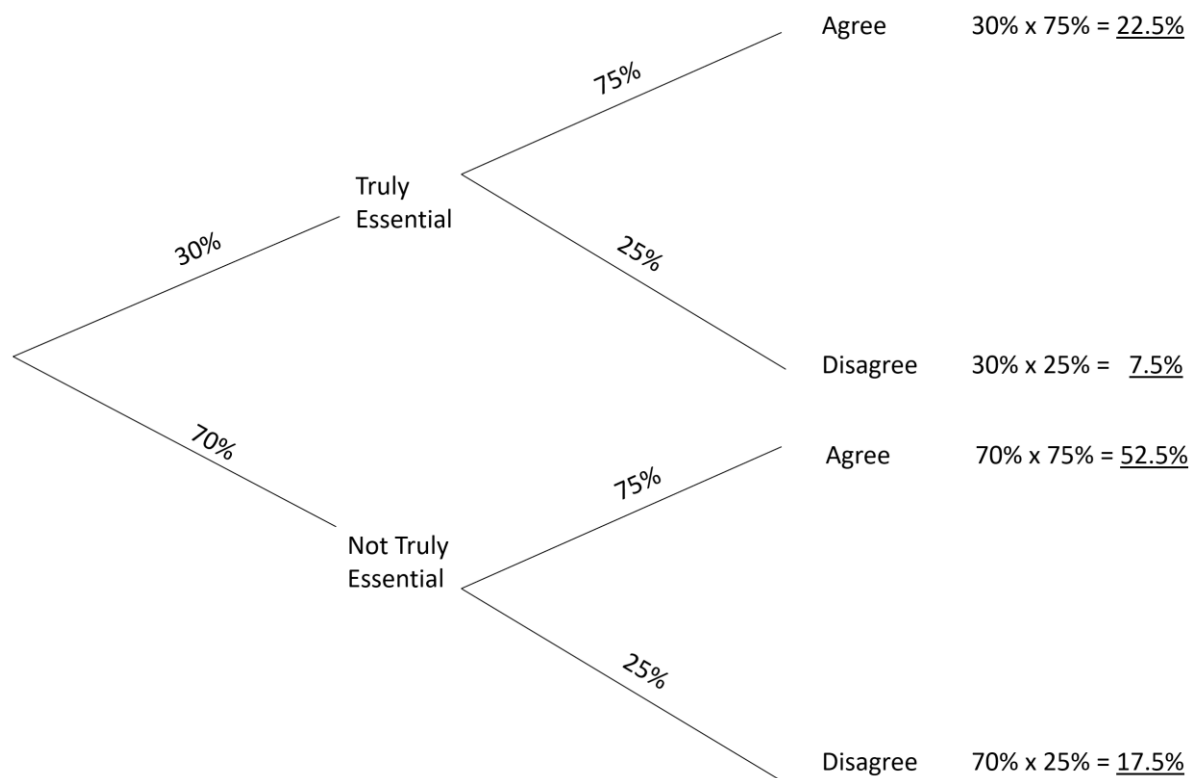 Agree 30% x 75% = 22.5%
75%
Truly
Essential
30%
25%
Disagree 30% x 25% = 7.5%
70%
Agree 70% x 75% = 52.5%
75%
Not Truly
Essential
25%
Disagree 70% x 25% = 17.5%